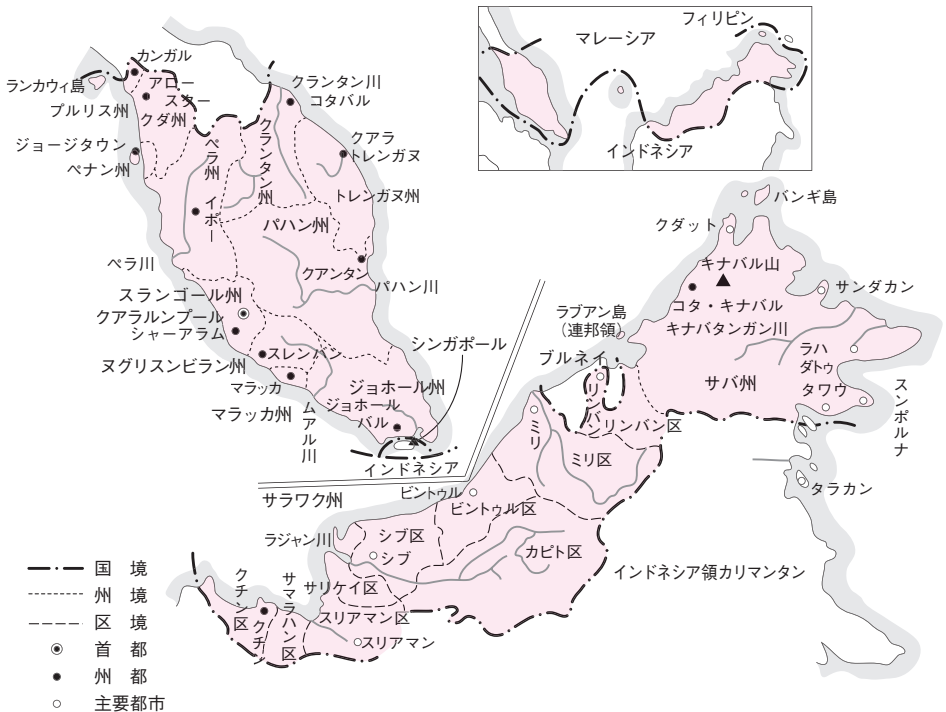 カンガル
ランカウィ島
アロー
スター
プルリス州
クダ州
クランタン川
コタバル
ジョージタウン
ペナン州
ペラ州
クランタン州
クアラ
トレンガヌ
トレンガヌ州
イポー
パハン州
ペラ川
クアンタン
パハン川
スランゴール州
クアラルンプール
シャーアラム
スレンバン
ヌグリスンビラン州
マラッカ
マラッカ州
ムアル川
シンガポール
ジョホール州
ジョホール
バル
インドネシア
フィリピン
マレーシア
インドネシア
バンギ島
クダット
キナバル山
サンダカン
コタ・キナバル
キナバタンガン川
ラブアン島
(連邦領)
ブルネイ
ラハ
ダトゥ
サバ州
タワウ
スンポルナ
リンバン
リンバン区
ミリ
ミリ区
タラカン
サラワク州
ビントゥル
ビントゥル区
ラジャン川
シブ区
シブ
カピト区
インドネシア領カリマンタン
サリケイ区
クチン区
クチン
サマラハン区
スリアマン区
スリアマン
国 境
州 境
区 境
首 都
州 都
主要都市